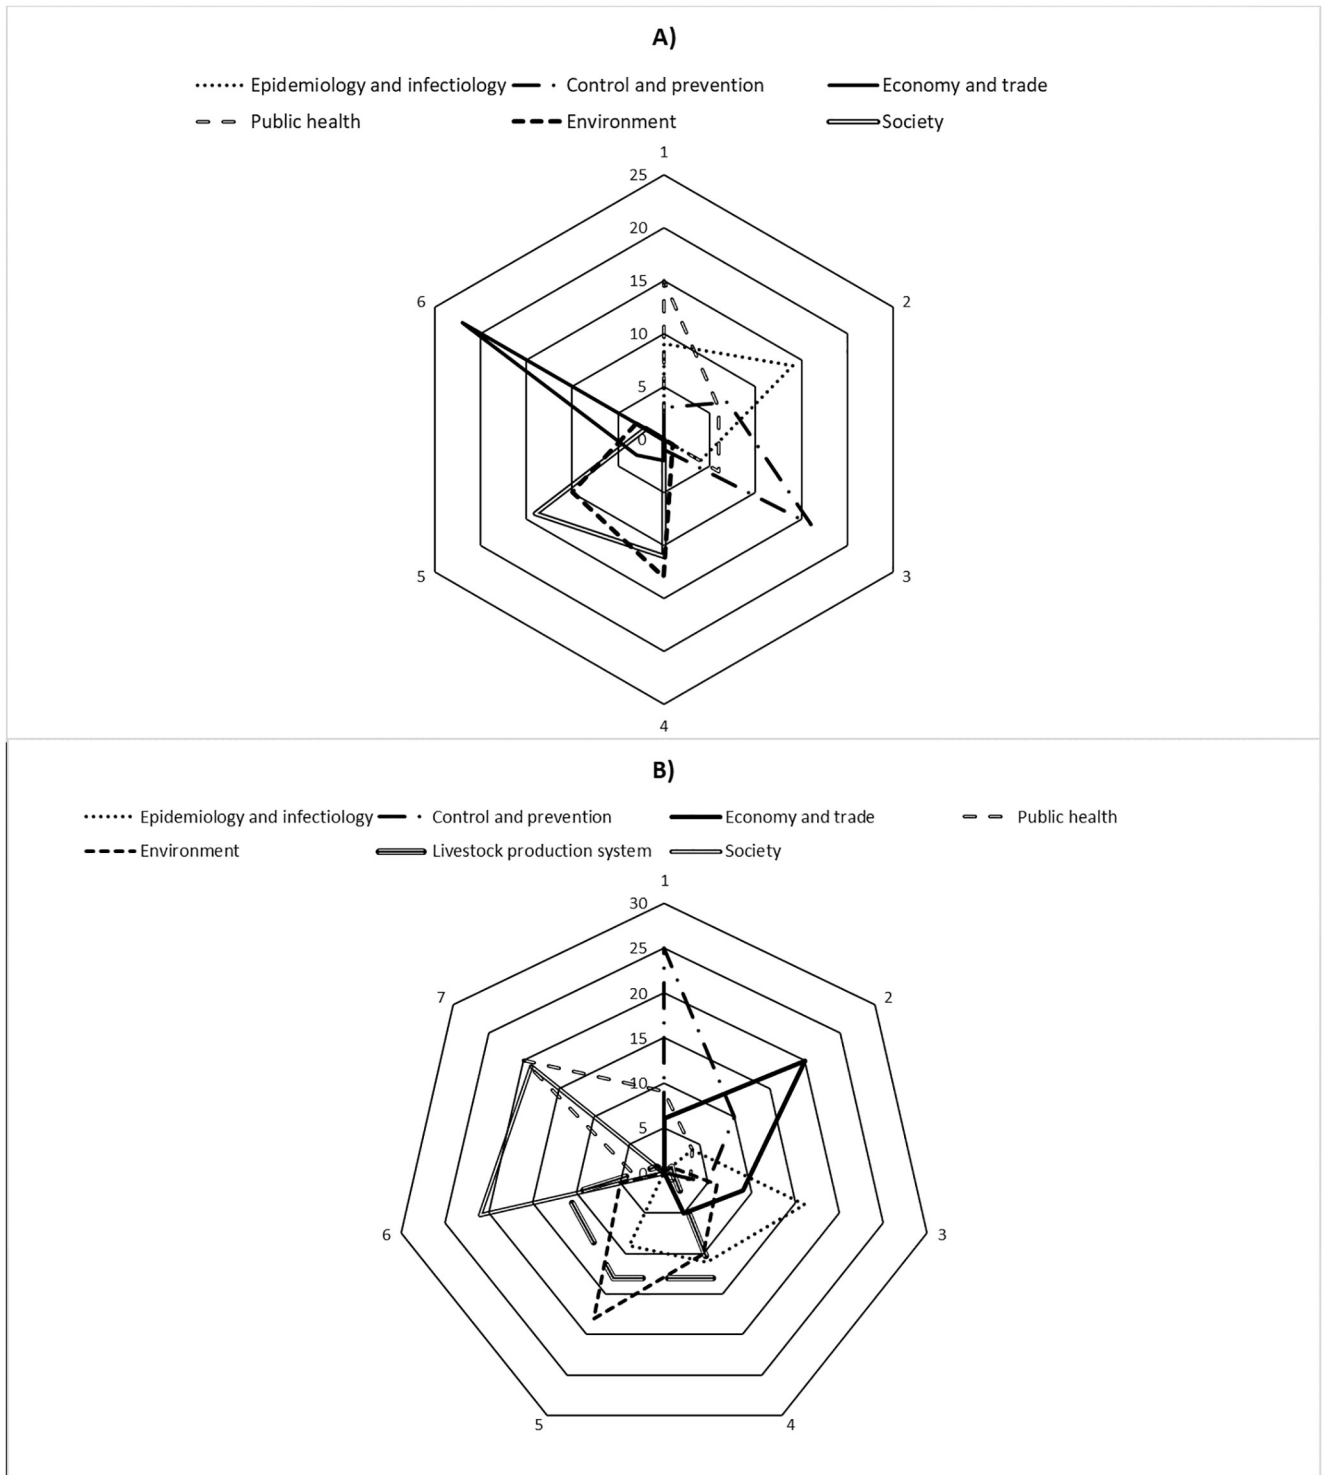 A)
Epidemiology and infectiology Control and prevention Economy and trade
Public health Environment Society
1
25
20
15
6 2
10
5
0
5 3
4
B)
Epidemiology and infectiology Control and prevention Economy and trade Public health
Environment Livestock production system Society
1
30
25
7 20 2
15
10
5
0
6 3
5 4